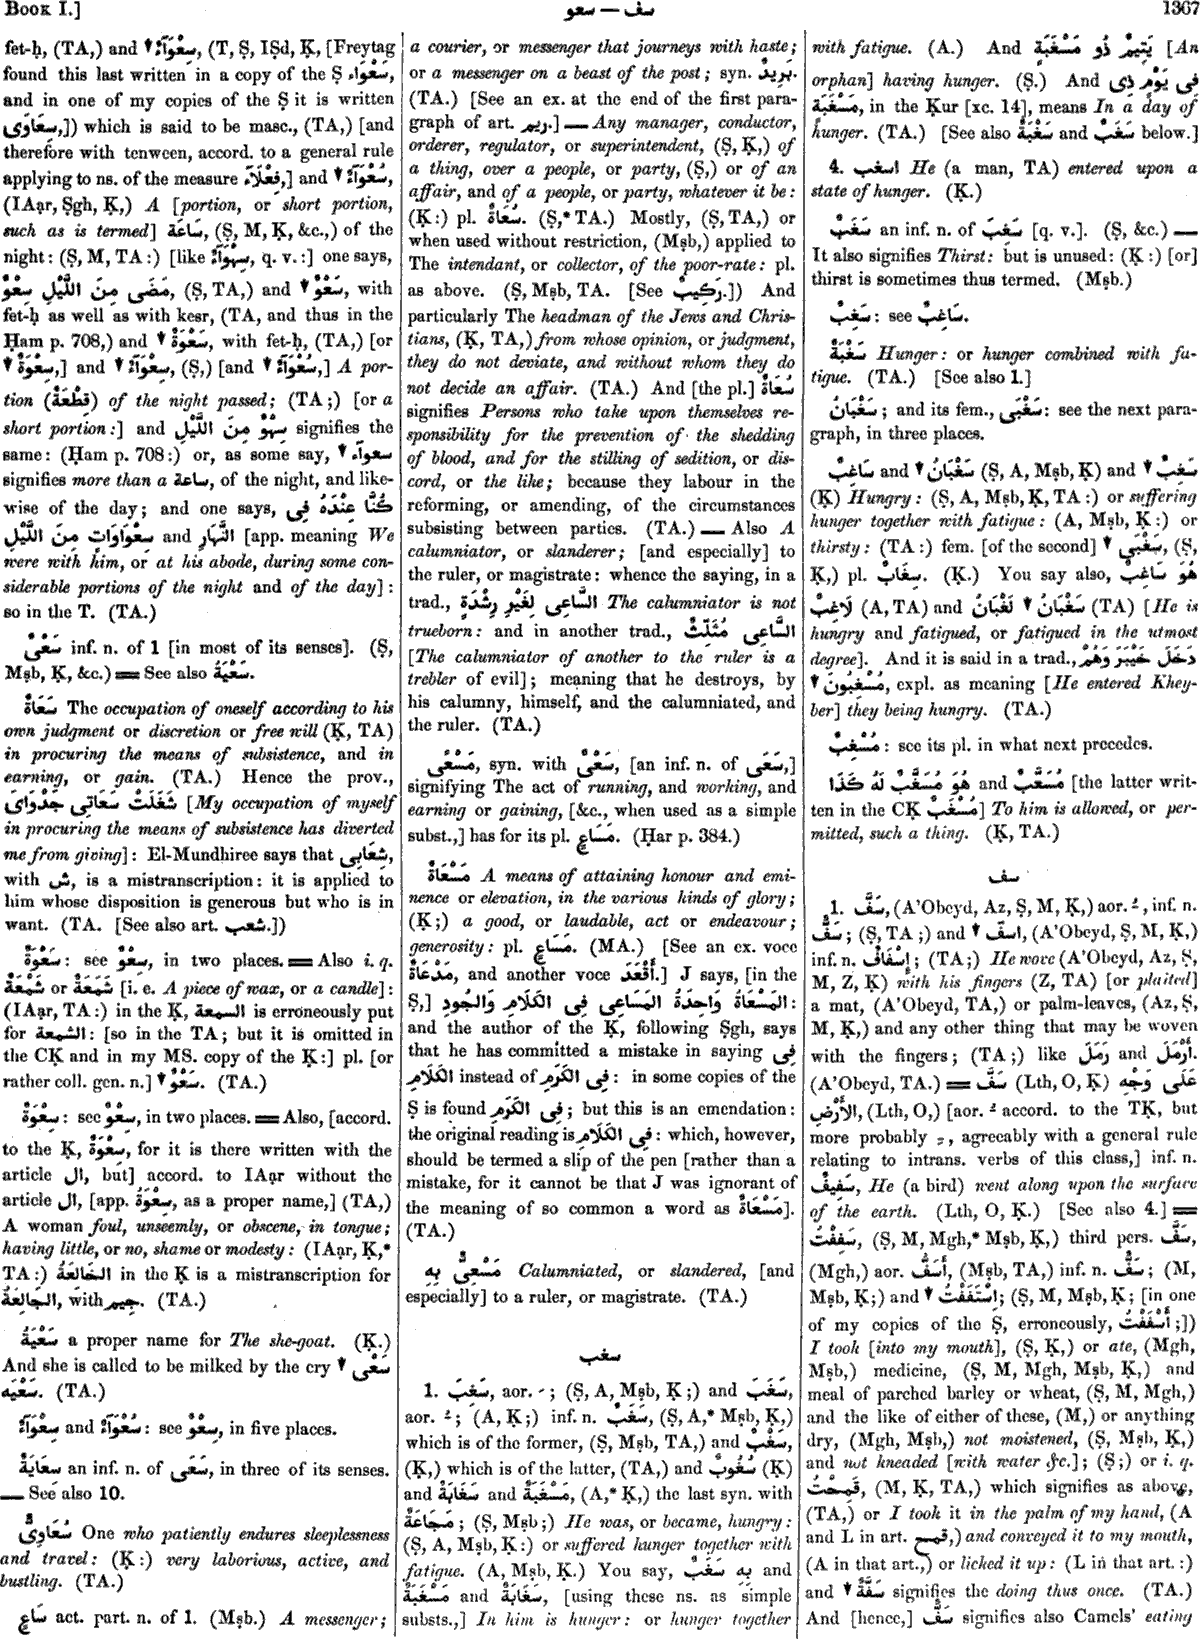 BOOK I.]
سعو — سف
1367
fet-ḥ, (TA,) and ↓ سَعْوَآءٌ, (T, Ṣ, ISd, Ḳ, [Freytag
found this last written in a copy of the Ṣ سعْوَاء,
and in one of my copies of the Ṣ it is written
سِعَاوَى,]) which is said to be masc., (TA,) [and
therefore with tenween, accord. to a general rule
applying to ns. of the measure فِعْلَآء,] and ↓ سُعْوَآءٌ,
(IAạr, Ṣgh, Ḳ,) A [portion, or short portion,
such as is termed] سَاعَة, (Ṣ, M, Ḳ, &c.,) of the
night: (Ṣ, M, TA:) [like سِهْوَآءٌ, q. v.:] one says,
مَضَى مِنَ اللَّيْلِ سِعْوٌ, (Ṣ, TA,) and ↓ سَعْوٌ, with
fet-ḥ as well as with kesr, (TA, and thus in the
Ḥam p. 708,) and ↓ سَعْوَةٌ, with fet-ḥ, (TA,) [or
↓ سِعْوَةٌ,] and ↓ سِعْوَآءٌ, (Ṣ,) [and ↓ سُعْوَآءٌ,] A por-
tion (قِطْعَةٌ) of the night passed; (TA;) [or a
short portion:] and سِهْوٌ مِنَ اللَّيْلِ signifies the
same: (Ḥam p. 708:) or, as some say, ↓ سعوآء
signifies more than a ساعة, of the night, and like-
wise of the day; and one says, كُنَّا عِنْدَهُ فِى
سِعْوَاوَاتٍ مِنَ اللَّيْلِ and النَّهَارِ [app. meaning We
were with him, or at his abode, during some con-
siderable portions of the night and of the day]:
so in the T. (TA.)
سَعْىٌ inf. n. of 1 [in most of its senses]. (Ṣ,
Mṣb, Ḳ, &c.) ═ See also سَعْيَةٌ.
سَعَاةٌ The occupation of oneself according to his
own judgment or discretion or free will (Ḳ, TA)
in procuring the means of subsistence, and in
earning, or gain. (TA.) Hence the prov.,
شَغَلَتْ سَعَاتِى جَدْوَاىَ [My occupation of myself
in procuring the means of subsistence has diverted
me from giving]: El-Mundhiree says that شِعَابِى,
with ش, is a mistranscription: it is applied to
him whose disposition is generous but who is in
want. (TA. [See also art. شعب.])
سَعْوَةٌ: see سِعْوٌ, in two places. ═ Also i. q.
شَمْعَةٌ or شَمَعَةٌ [i. e. A piece of wax, or a candle]:
(IAạr, TA:) in the Ḳ, السمعة is erroneously put
for الشمعة: [so in the TA; but it is omitted in
the CḲ and in my MS. copy of the Ḳ:] pl. [or
rather coll. gen. n.] ↓ سَعْوٌ. (TA.)
سِعْوَةٌ: see سِعْوٌ, in two places. ═ Also, [accord.
to the Ḳ, سِعْوَةٌ, for it is there written with the
article ال, but] accord. to IAạr without the
article ال, [app. سِعْوَةُ, as a proper name,] (TA,)
A woman foul, unseemly, or obscene, in tongue;
having little, or no, shame or modesty: (IAạr, Ḳ,*
TA:) الخَالِعَةُ in the Ḳ is a mistranscription for
الجَالِعَةُ, with جيم. (TA.)
سَعْيَةُ a proper name for The she-goat. (Ḳ.)
And she is called to be milked by the cry ↓ سَعْى
سَعْيَه. (TA.)
سِعْوَآءٌ and سُعْوَآءٌ: see سِعْوٌ, in five places.
سِعَايَةٌ an inf. n. of سَعَى, in three of its senses.
— See also 10.
سُعَاوِىٌّ One who patiently endures sleeplessness
and travel: (Ḳ:) very laborious, active, and
bustling. (TA.)
سَاعٍ act. part. n. of 1. (Mṣb.) A messenger;
a courier, or messenger that journeys with haste;
or a messenger on a beast of the post; syn. بَرِيدٌ.
(TA.) [See an ex. at the end of the first para-
graph of art. ريم.] — Any manager, conductor,
orderer, regulator, or superintendent, (Ṣ, Ḳ,) of
a thing, over a people, or party, (Ṣ,) or of an
affair, and of a people, or party, whatever it be:
(Ḳ:) pl. سُعَاةٌ. (Ṣ,* TA.) Mostly, (Ṣ, TA,) or
when used without restriction, (Mṣb,) applied to
The intendant, or collector, of the poor-rate: pl.
as above. (Ṣ, Mṣb, TA. [See رَكِيبٌ.]) And
particularly The headman of the Jews and Chris-
tians, (Ḳ, TA,) from whose opinion, or judgment,
they do not deviate, and without whom they do
not decide an affair. (TA.) And [the pl.] سُعَاةٌ
signifies Persons who take upon themselves re-
sponsibility for the prevention of the shedding
of blood, and for the stilling of sedition, or dis-
cord, or the like; because they labour in the
reforming, or amending, of the circumstances
subsisting between parties. (TA.) — Also A
calumniator, or slanderer; [and especially] to
the ruler, or magistrate: whence the saying, in a
trad., السَّاعِى لِغَيْرِ رِشْدَةٍ The calumniator is not
trueborn: and in another trad., السَّاعِى مُثَلِّثٌ
[The calumniator of another to the ruler is a
trebler of evil]; meaning that he destroys, by
his calumny, himself, and the calumniated, and
the ruler. (TA.)
مَسْعًى, syn. with سَعْىٌ, [an inf. n. of سَعَى,]
signifying The act of running, and working, and
earning or gaining, [&c., when used as a simple
subst.,] has for its pl. مَسَاعٍ. (Ḥar p. 384.)
مَسْعَاةٌ A means of attaining honour and emi-
nence or elevation, in the various kinds of glory;
(Ḳ;) a good, or laudable, act or endeavour;
generosity: pl. مَسَاعٍ. (MA.) [See an ex. voce
مَدْعَاةٌ, and another voce أَقْعَدَ.] J says, [in the
Ṣ,] المَسْعَاةُ وَاحِدَةُ المَسَاعِى فِى الكَلَامِ وَالجُودِ:
and the author of the Ḳ, following Ṣgh, says
that he has committed a mistake in saying فِى
الكَلَامِ instead of فِى الكَرَمِ: in some copies of the
Ṣ is found فِى الكَرَمِ; but this is an emendation:
the original reading is فِى الكَلَامِ: which, however,
should be termed a slip of the pen [rather than a
mistake, for it cannot be that J was ignorant of
the meaning of so common a word as مَسْعَاةٌ].
(TA.)
مَسْعِىٌّ بِهِ Calumniated, or slandered, [and
especially] to a ruler, or magistrate. (TA.)
سغب
1. سَغِبَ, aor. ـَ; (Ṣ, A, Mṣb, Ḳ;) and سَغَبَ,
aor. ـُ; (A, Ḳ;) inf. n. سَغَبٌ, (Ṣ, A,* Mṣb, Ḳ,)
which is of the former, (Ṣ, Mṣb, TA,) and سَغْبٌ,
(Ḳ,) which is of the latter, (TA,) and سُغُوبٌ (Ḳ)
and سَغَابَةٌ and مَسْغَبَةٌ, (A,* Ḳ,) the last syn. with
مَجَاعَةٌ; (Ṣ, Mṣb;) He was, or became, hungry:
(Ṣ, A, Mṣb, Ḳ:) or suffered hunger together with
fatigue. (A, Mṣb, Ḳ.) You say, بِهِ سَغَبٌ and
مَسْغَبَةٌ and سَغَابَةٌ, [using these ns. as simple
substs.,] In him is hunger: or hunger together
with fatigue. (A.) And يَتِيمٌ ذُو مَسْغَبَةٍ [An
orphan] having hunger. (Ṣ.) And فِى يَوْمٍ ذِى
مَسْغَبَةٍ, in the Ḳur [xc. 14], means In a day of
hunger. (TA.) [See also سَغَبٌ and سَغْبَةٌ below.]
4. اسغب He (a man, TA) entered upon a
state of hunger. (Ḳ.)
سَغَبٌ an inf. n. of سَغِبَ [q. v.]. (Ṣ, &c.) —
It also signifies Thirst: but is unused: (Ḳ:) [or]
thirst is sometimes thus termed. (Mṣb.)
سَغِبٌ: see سَاغِبٌ.
سَغْبَةٌ Hunger: or hunger combined with fa-
tigue. (TA.) [See also 1.]
سَغْبَانُ; and its fem., سَغْبَى: see the next para-
graph, in three places.
سَاغِبٌ and ↓ سَغْبَانُ (Ṣ, A, Mṣb, Ḳ) and ↓ سَغِبٌ
(Ḳ) Hungry: (Ṣ, A, Mṣb, Ḳ, TA:) or suffering
hunger together with fatigue: (A, Mṣb, Ḳ:) or
thirsty: (TA:) fem. [of the second] ↓ سَغْبَى, (Ṣ,
Ḳ,) pl. سِغَابٌ. (Ḳ.) You say also, هُوَ سَاغِبٌ
لَاغِبٌ (A, TA) and ↓ سَغْبَانُ لَغْبَانُ (TA) [He is
hungry and fatigued, or fatigued in the utmost
degree]. And it is said in a trad., دَخَلَ خَيْبَرَ وَهُمْ
↓ مُسْغِبُونَ, expl. as meaning [He entered Khey-
ber] they being hungry. (TA.)
مُسْغِبٌ: see its pl. in what next precedes.
هُوَ مُسَغَّبٌ لَهُ كَذَا and مُسَغَّبٌ [the latter writ-
ten in the CḲ مُسْغَبٌ] To him is allowed, or per-
mitted, such a thing. (Ḳ, TA.)
سف
1. سَفَّ, (A'Obeyd, Az, Ṣ, M, Ḳ,) aor. ـُ, inf. n.
سَفٌّ; (Ṣ, TA;) and ↓ اسفّ, (A'Obeyd, Ṣ, M, Ḳ,)
inf. n. إِسْفَافٌ; (TA;) He wove (A'Obeyd, Az, Ṣ,
M, Z, Ḳ) with his fingers (Z, TA) [or plaited]
a mat, (A'Obeyd, TA,) or palm-leaves, (Az, Ṣ,
M, Ḳ,) and any other thing that may be woven
with the fingers; (TA;) like رَمَلَ and أَرْمَلَ.
(A'Obeyd, TA.) ═ سَفَّ (Lth, O, Ḳ) عَلَى وَجْهِ
الأَرْضِ, (Lth, O,) [aor. ـُ accord. to the TḲ, but
more probably ـِ, agreeably with a general rule
relating to intrans. verbs of this class,] inf. n.
سَفِيفٌ, He (a bird) went along upon the surface
of the earth. (Lth, O, Ḳ.) [See also 4.] ═
سَفِفْتُ, (Ṣ, M, Mgh,* Mṣb, Ḳ,) third pers. سَفَّ,
(Mgh,) aor. أَسَفُّ, (Mṣb, TA,) inf. n. سَفٌّ; (M,
Mṣb, Ḳ;) and ↓ اِسْتَفَفْتُ; (Ṣ, M, Mṣb, Ḳ; [in one
of my copies of the Ṣ, erroneously, أَسْفَفْتُ;])
I took [into my mouth], (Ṣ, Ḳ,) or ate, (Mgh,
Mṣb,) medicine, (Ṣ, M, Mgh, Mṣb, Ḳ,) and
meal of parched barley or wheat, (Ṣ, M, Mgh,)
and the like of either of these, (M,) or anything
dry, (Mgh, Mṣb,) not moistened, (Ṣ, Mṣb, Ḳ,)
and not kneaded [with water &c.]; (Ṣ;) or i. q.
قَمِحْتُ, (M, Ḳ, TA,) which signifies as above,
(TA,) or I took it in the palm of my hand, (A
and L in art. قمح,) and conveyed it to my mouth,
(A in that art.,) or licked it up: (L in that art.:)
and ↓ سَفَّةٌ signifies the doing thus once. (TA.)
And [hence,] سَفٌّ signifies also Camels' eating